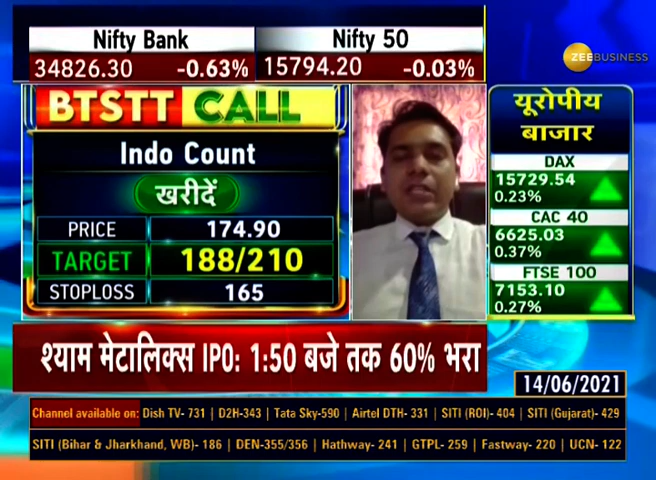 Nifty Bank
34826.30 -0.63%
Nifty 50
15794.20 -0.03%
ZEE BUSINESS
BTSTT CALL
Indo Count
खरीदें
PRICE 174.90
TARGET 188/210
STOPLOSS 165
यूरोपीय
बाजार
DAX
15729.54
0.23%
CAC 40
6625.03
0.37%
FTSE 100
7153.10
0.27%
श्याम मेटालिक्स IPO: 1:50 बजे तक 60% भरा
14/06/2021
Channel available on: Dish TV- 731 | D2H-343 | Tata Sky-590 | Airtel DTH- 331 | SITI (ROI)- 404 | SITI (Gujarat)- 429
SITI (Bihar & Jharkhand, WB)- 186 | DEN-355/356 | Hathway- 241 | GTPL- 259 | Fastway- 220 | UCN- 122